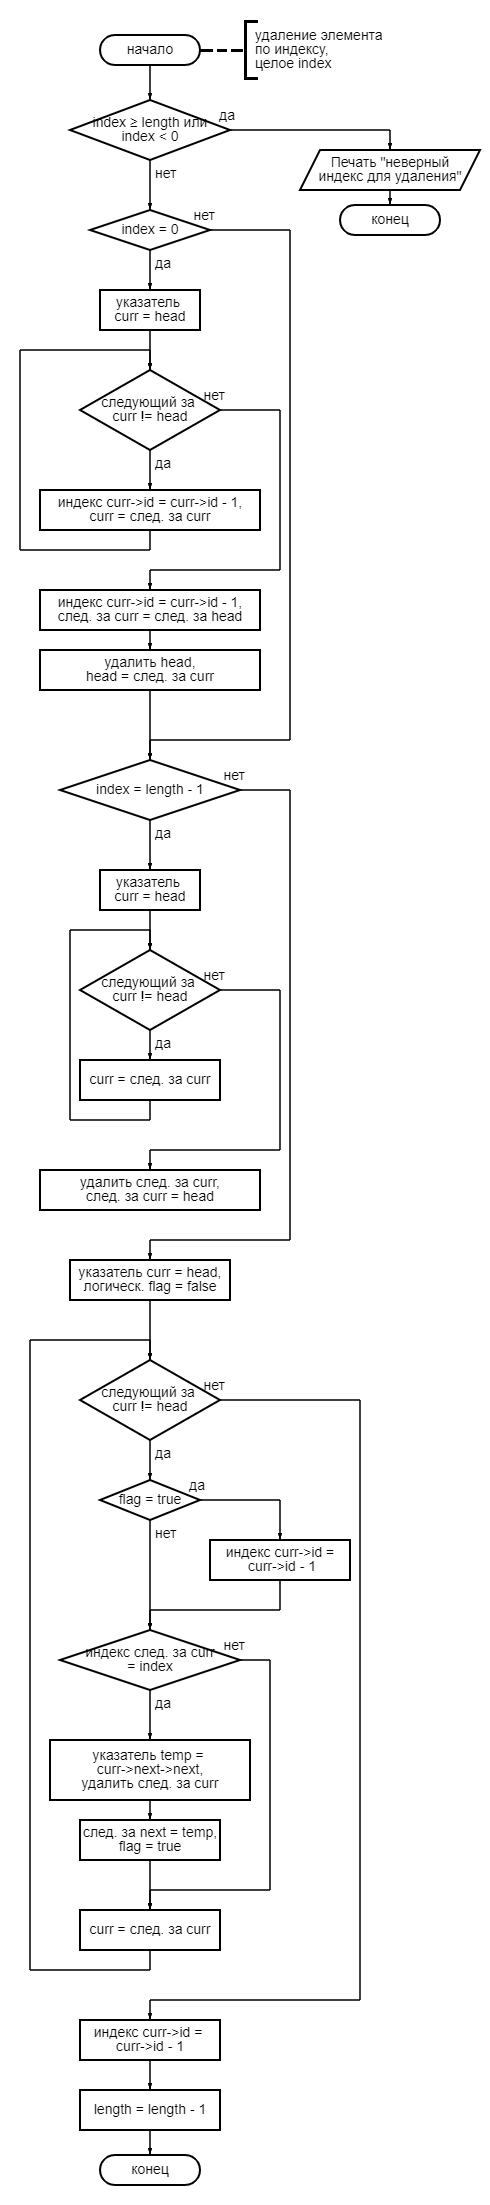 начало
удаление элемента
по индексу,
целое index
index ≥ length или
index < 0
да
нет
Печать "неверный
индекс для удаления"
конец
index = 0
нет
да
указатель
curr = head
следующий за
curr != head
нет
да
индекс curr->id = curr->id - 1,
curr = след. за curr
индекс curr->id = curr->id - 1,
след. за curr = след. за head
удалить head,
head = след. за curr
index = length - 1
нет
да
указатель
curr = head
следующий за
curr != head
нет
да
curr = след. за curr
удалить след. за curr,
след. за curr = head
указатель curr = head,
логическ. flag = false
следующий за
curr != head
нет
да
flag = true
да
нет
индекс curr->id =
curr->id - 1
индекс след. за curr
= index
нет
да
указатель temp =
curr->next->next,
удалить след. за curr
след. за next = temp,
flag = true
curr = след. за curr
индекс curr->id =
curr->id - 1
length = length - 1
конец